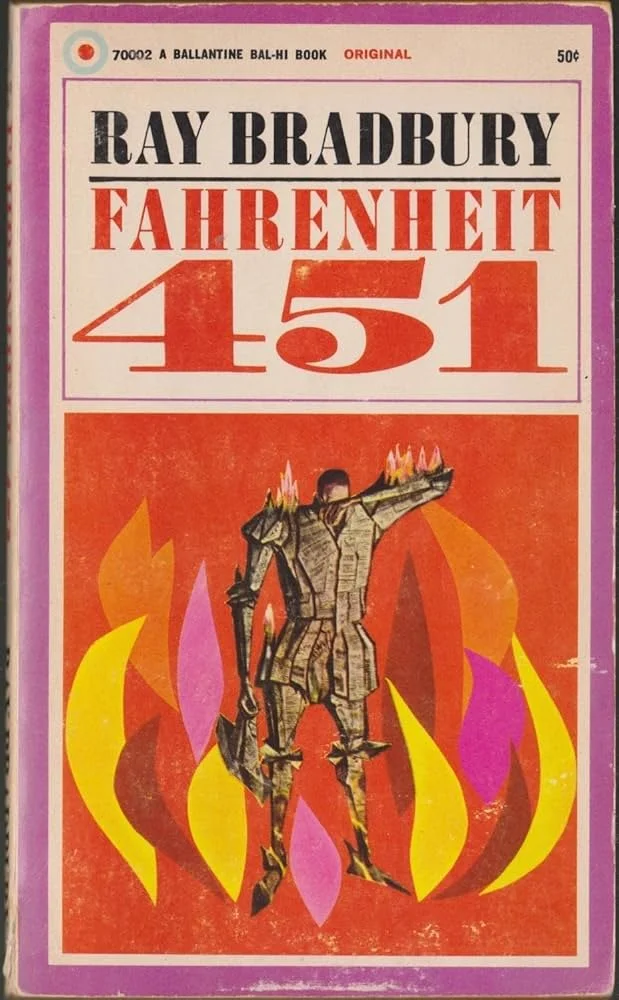 70002 A BALLANTINE BAL-HI BOOK ORIGINAL 50¢
RAY BRADBURY
FAHRENHEIT
451